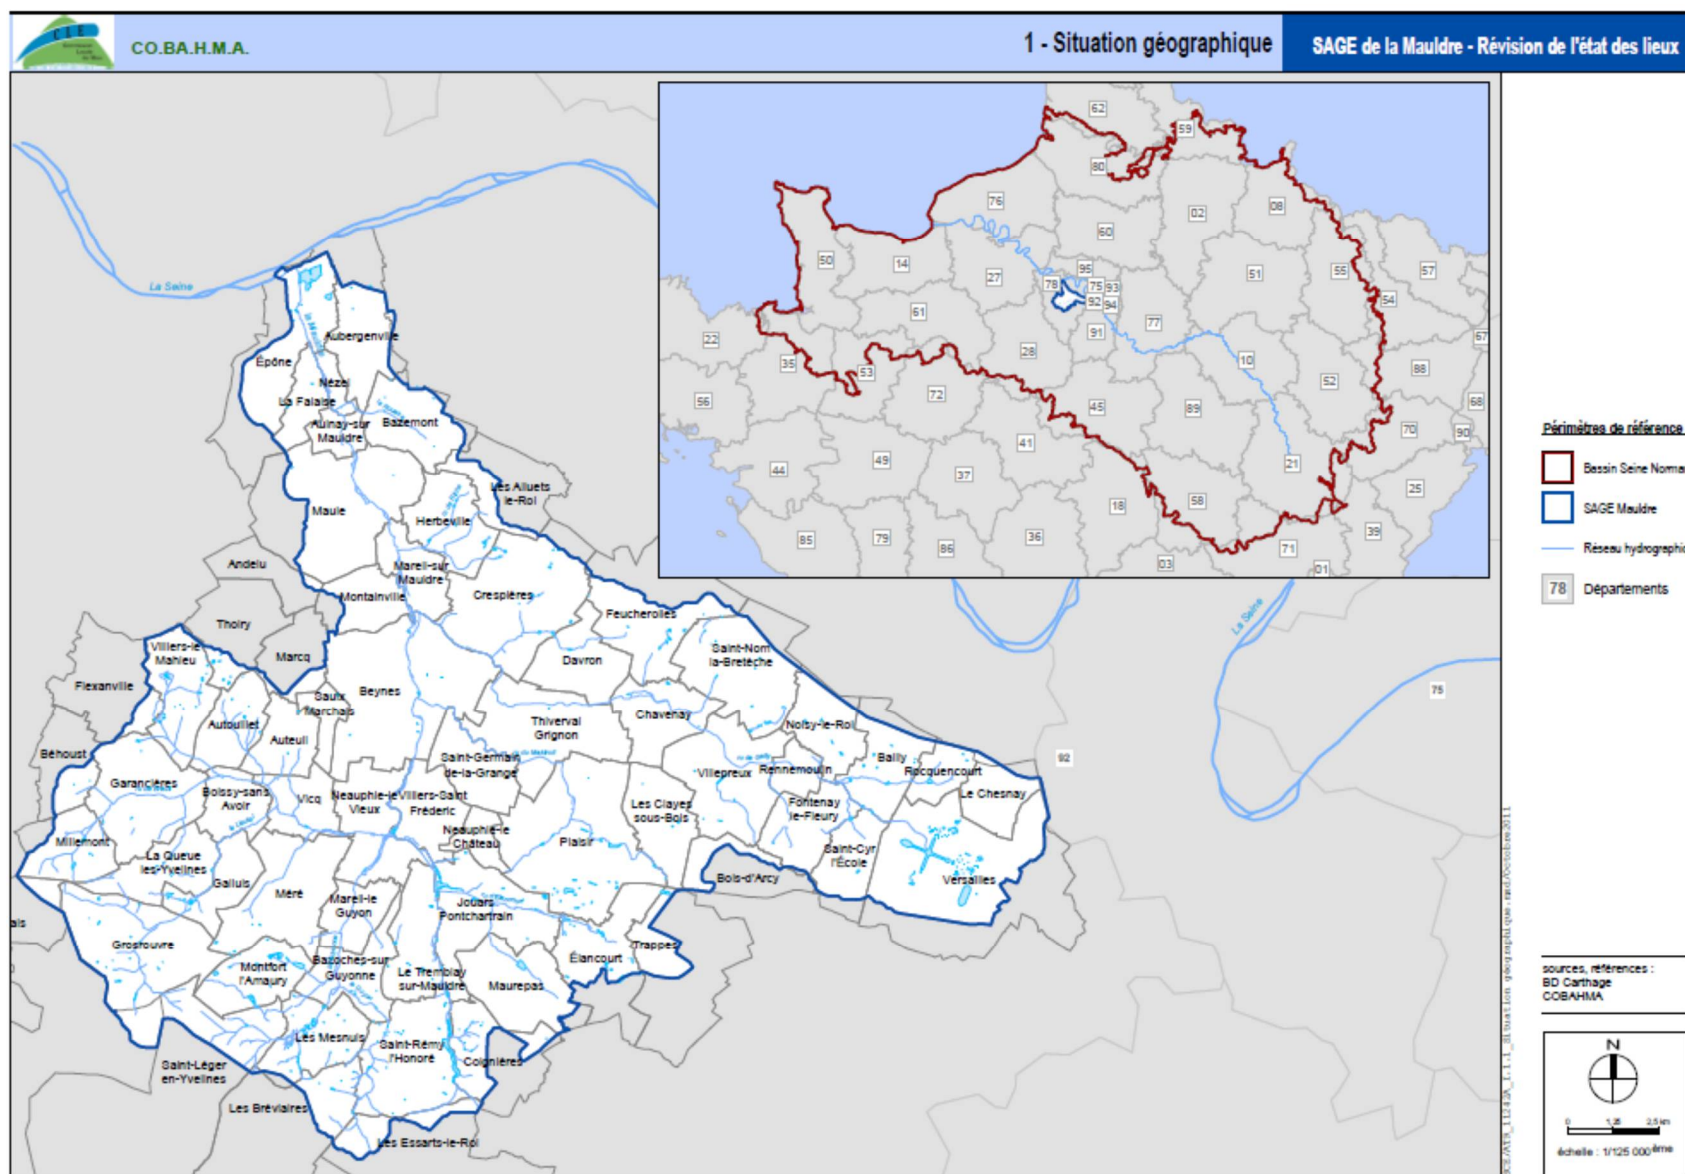 CLE
CO.BA.H.M.A.
1 - Situation géographique
SAGE de la Mauldre - Révision de l'état des lieux
La Seine
Épône
Aubergenville
Nézel
La Falaise
Aulnay-sur
Mauldre
Bazemont
Les Alluets
le-Roi
Maule
Herbeville
Andelu
Mareil-sur
Mauldre
Montainville
Crespières
Feucherolles
Thoiry
Marcq
Villiers-le
Mahieu
Davron
Saint-Nom
la-Bretèche
Flexanville
Saulx
Marchais
Beynes
Autouillet
Auteuil
Thiverval
Grignon
Chavenay
Noisy-le-Roi
Béhoust
Saint-Germain
de-la-Grange
Bailly
Rocquencourt
Garancières
Boissy-sans
Avoir
Vicq
Neauphle-le
Vieux
Villiers-Saint
Fréderic
Villepreux
Rennemoulin
Le Chesnay
Les Clayes
sous-Bois
Fontenay
le-Fleury
Millemont
Neauphle-le
Château
Plaisir
Saint-Cyr
l'École
La Queue
les-Yvelines
Galluis
Méré
Bois-d'Arcy
Versailles
Mareil-le
Guyon
Jouars
Pontchartrain
ais
Grosrouvre
Montfort
l'Amaury
Bazoches-sur
Guyonne
Le Tremblay
sur-Mauldre
Élancourt
Trappes
Maurepas
Les Mesnuls
Saint-Rémy
l'Honoré
Coignières
Saint-Léger
en-Yvelines
Les Bréviaires
Les Essarts-le-Roi
La Seine
75
92
62
59
80
76
02
08
60
50
14
27
95
78
75
93
92
94
51
55
57
54
61
77
91
22
35
53
28
10
67
88
52
56
72
45
89
68
70
90
41
44
49
37
21
25
18
58
85
79
86
36
39
71
03
01
Périmètres de référence
Bassin Seine Norman
SAGE Mauldre
Réseau hydrographic
78
Départements
sources, références :
BD Carthage
COBAHMA
N
0 1,25 2,5 km
échelle : 1/125 000ème